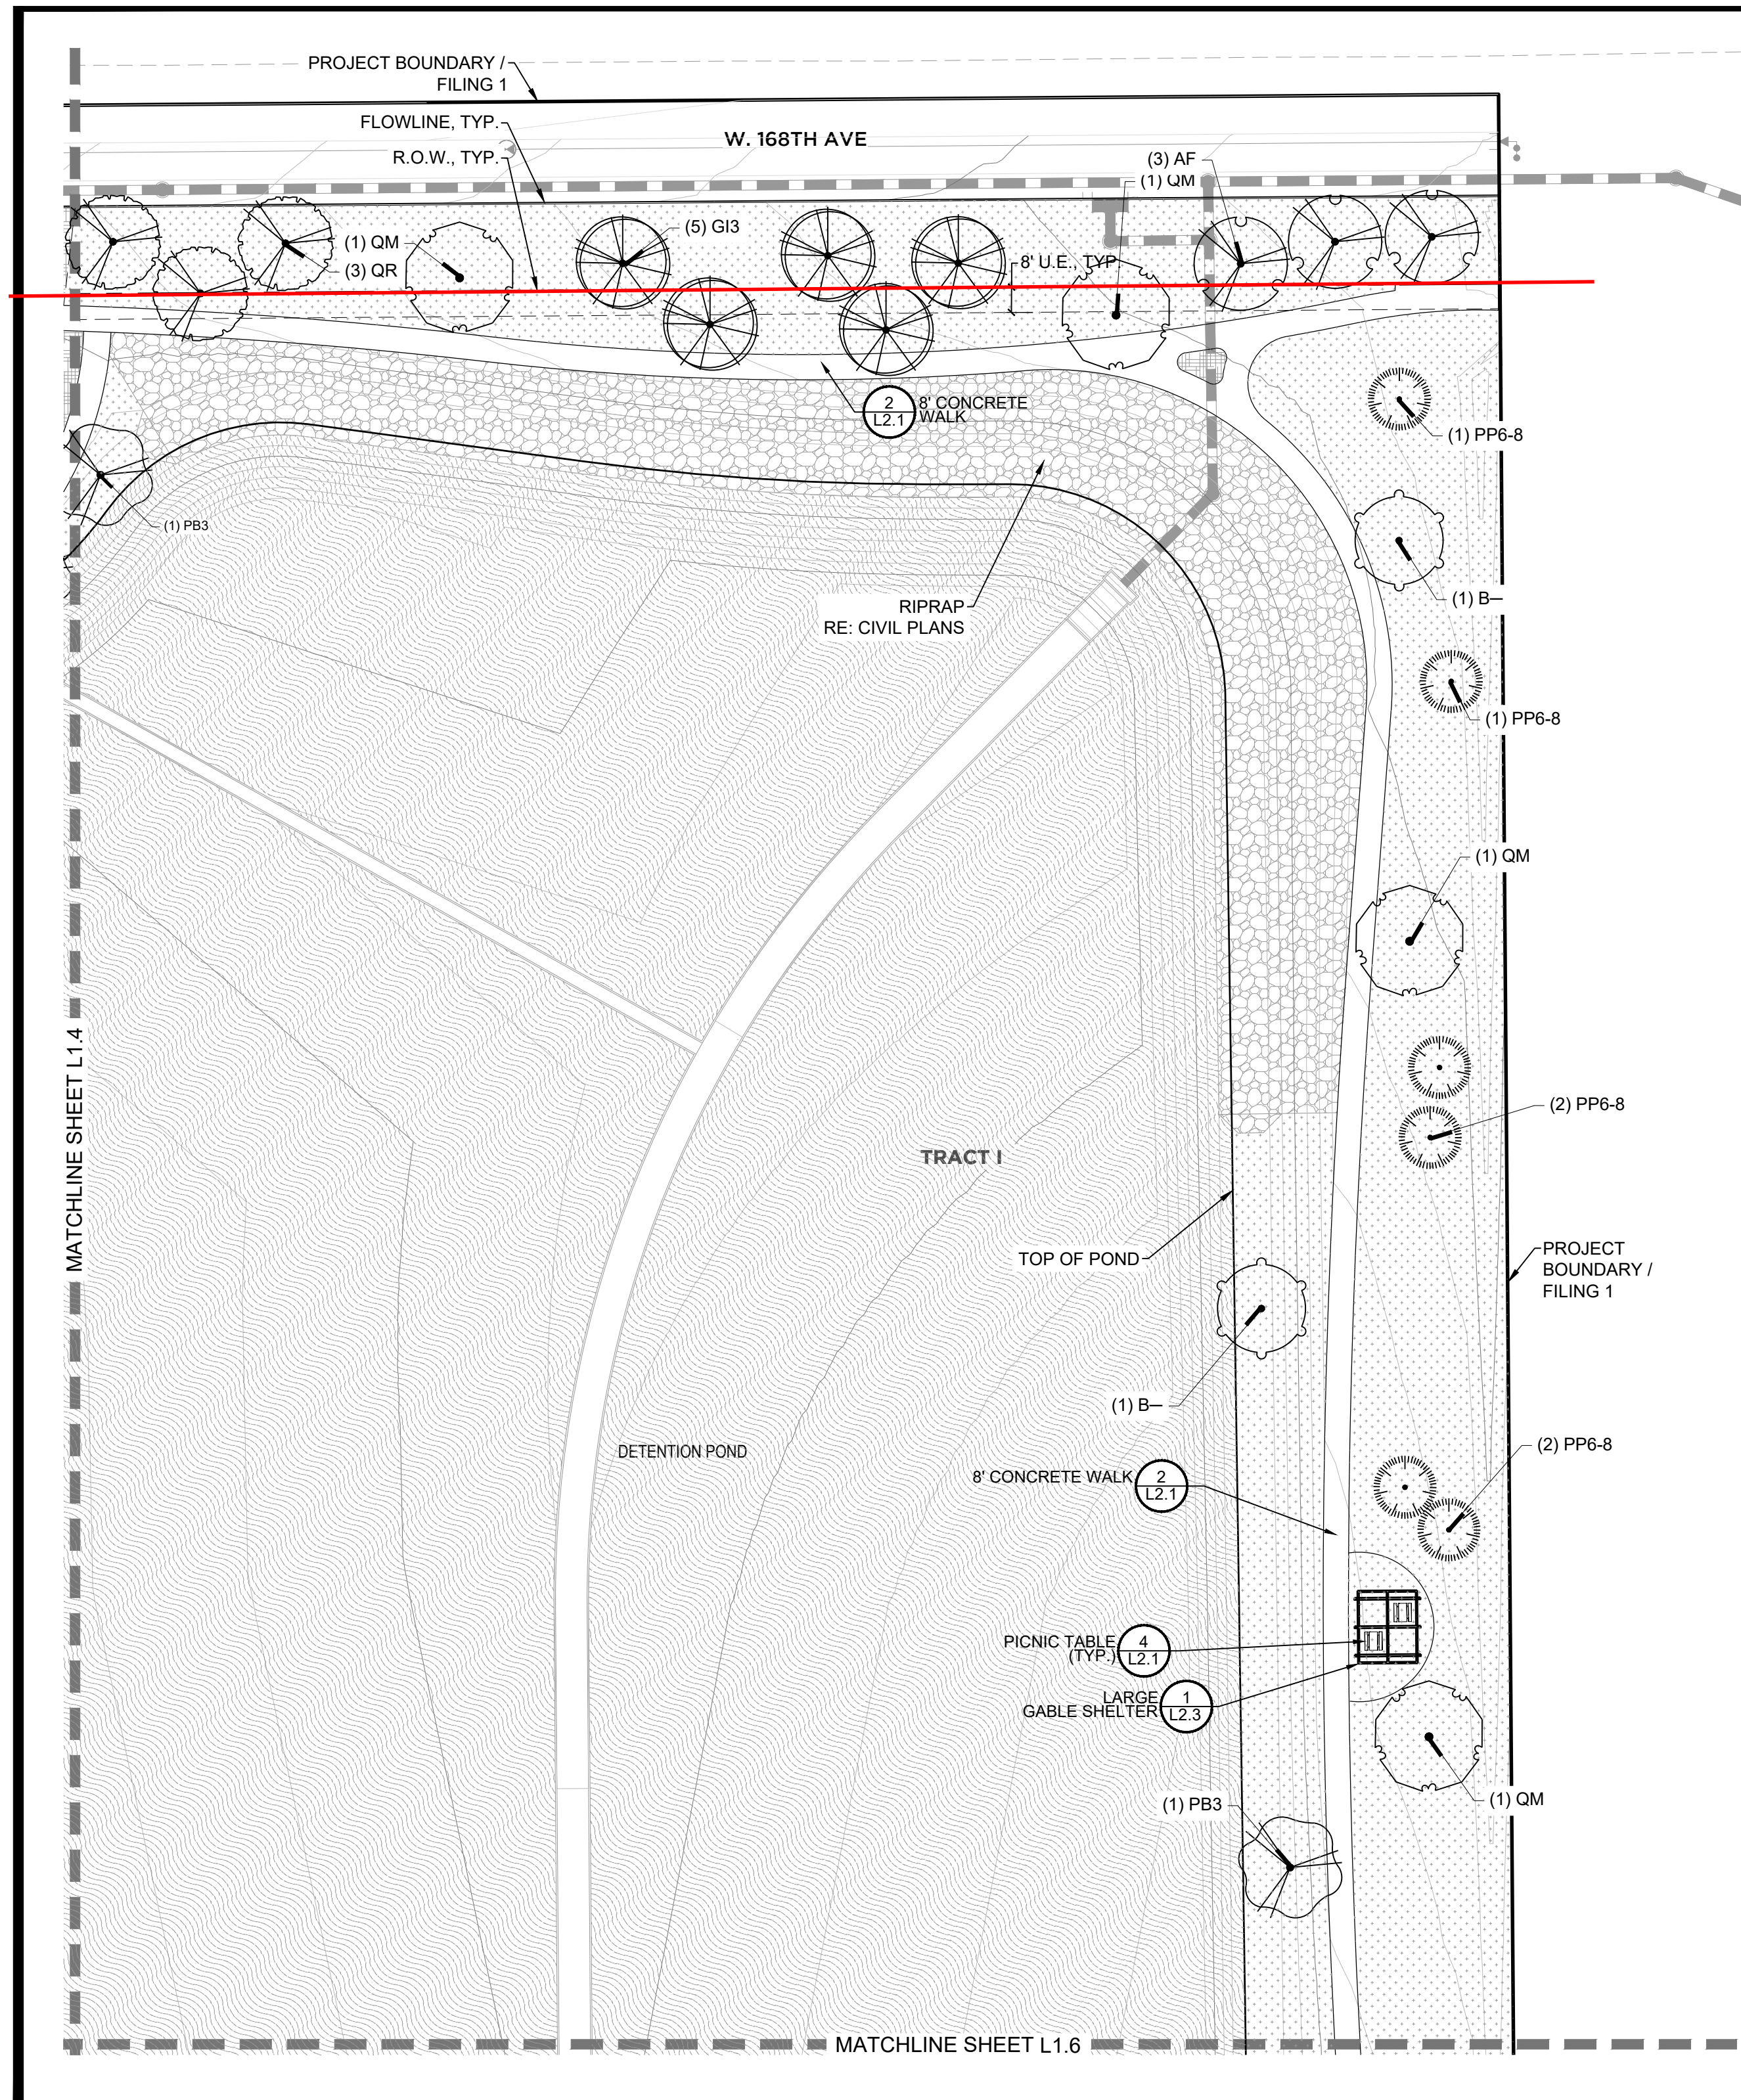 PROJECT BOUNDARY /
FILING 1
FLOWLINE, TYP.
W. 168TH AVE
R.O.W., TYP.
(3) AF
(1) QM
(5) GI3
(1) QM
(3) QR
8' U.E., TYP
2
L2.1
8' CONCRETE
WALK
(1) PP6-8
(1) PB3
(1) B—
RIPRAP
RE: CIVIL PLANS
(1) PP6-8
(1) QM
MATCHLINE SHEET L1.4
(2) PP6-8
TRACT I
TOP OF POND
PROJECT
BOUNDARY /
FILING 1
(1) B—
DETENTION POND
(2) PP6-8
8' CONCRETE WALK
2
L2.1
PICNIC TABLE
(TYP.)
4
L2.1
LARGE
GABLE SHELTER
1
L2.3
(1) QM
(1) PB3
MATCHLINE SHEET L1.6